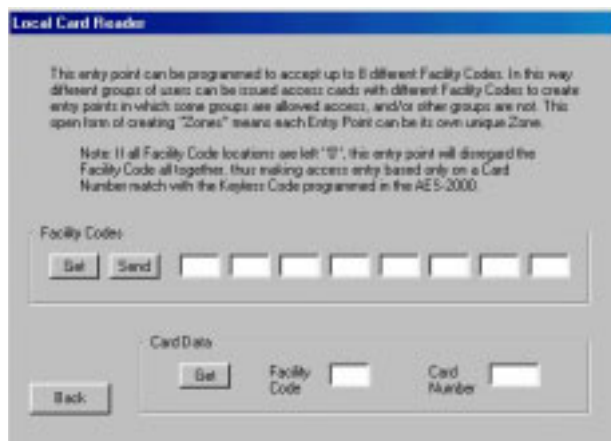 Local Card Reader
This entry point can be programmed to accept up to 8 different Facility Codes. In this way
different groups of users can be issued access cards with different Facility Codes to create
entry points in which some groups are allowed access, and/or other groups are not. This
open form of creating "Zones" means each Entry Point can be its own unique Zone.
Note: If all Facility Code locations are left "0", this entry point will disregard the
Facility Code all together, thus making access entry based only on a Card
Number match with the Keyless Code programmed in the AES-2000.
Facility Codes
Get Send
Card Data
Get Facility Code Card Number
Back